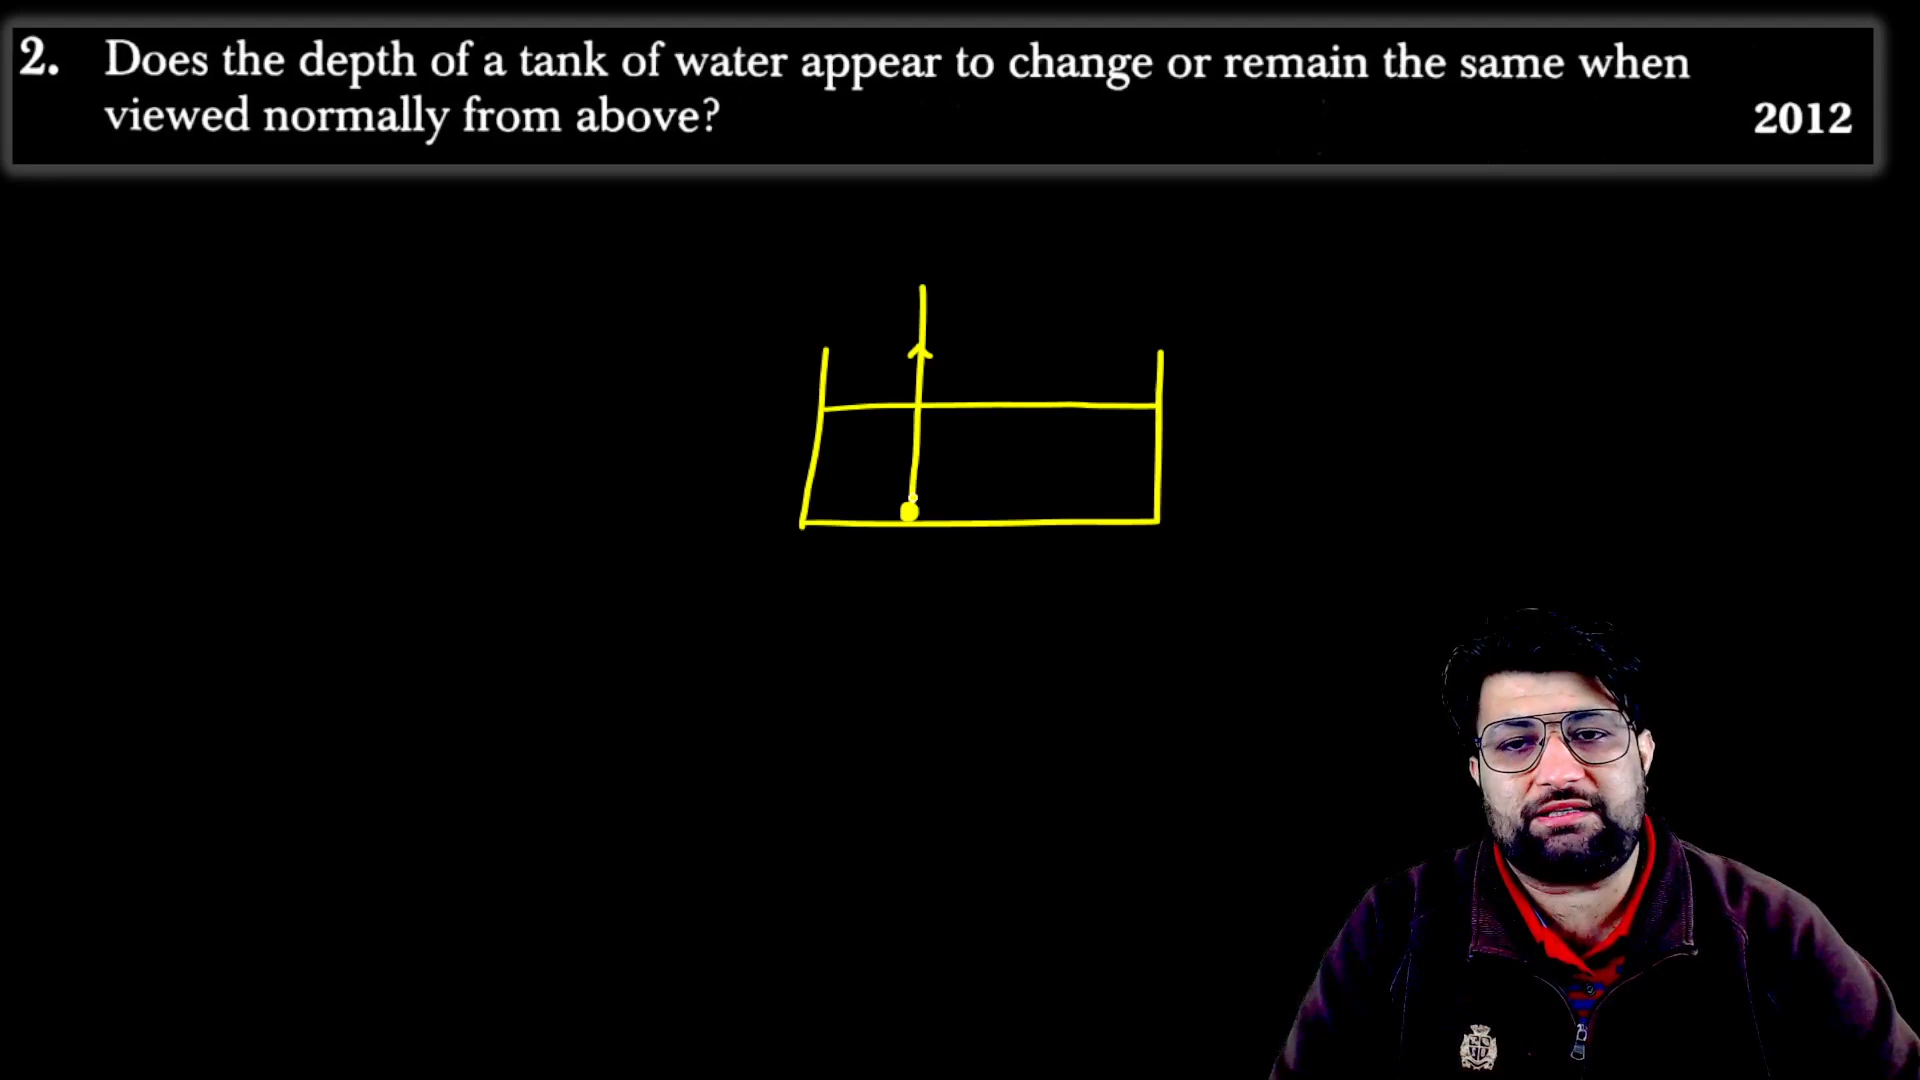 2. Does the depth of a tank of water appear to change or remain the same when
viewed normally from above? 2012